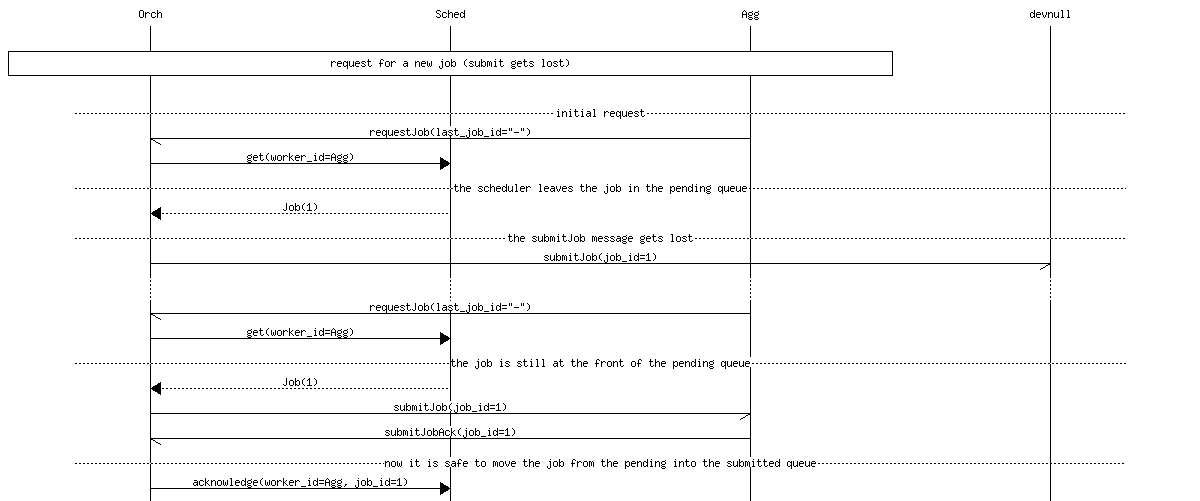 Orch Sched Agg devnull
request for a new job (submit gets lost)
initial request
requestJob(last_job_id="-")
get(worker_id=Agg)
the scheduler leaves the job in the pending queue
Job(1)
the submitJob message gets lost
submitJob(job_id=1)
requestJob(last_job_id="-")
get(worker_id=Agg)
the job is still at the front of the pending queue
Job(1)
submitJob(job_id=1)
submitJobAck(job_id=1)
now it is safe to move the job from the pending into the submitted queue
acknowledge(worker_id=Agg, job_id=1)